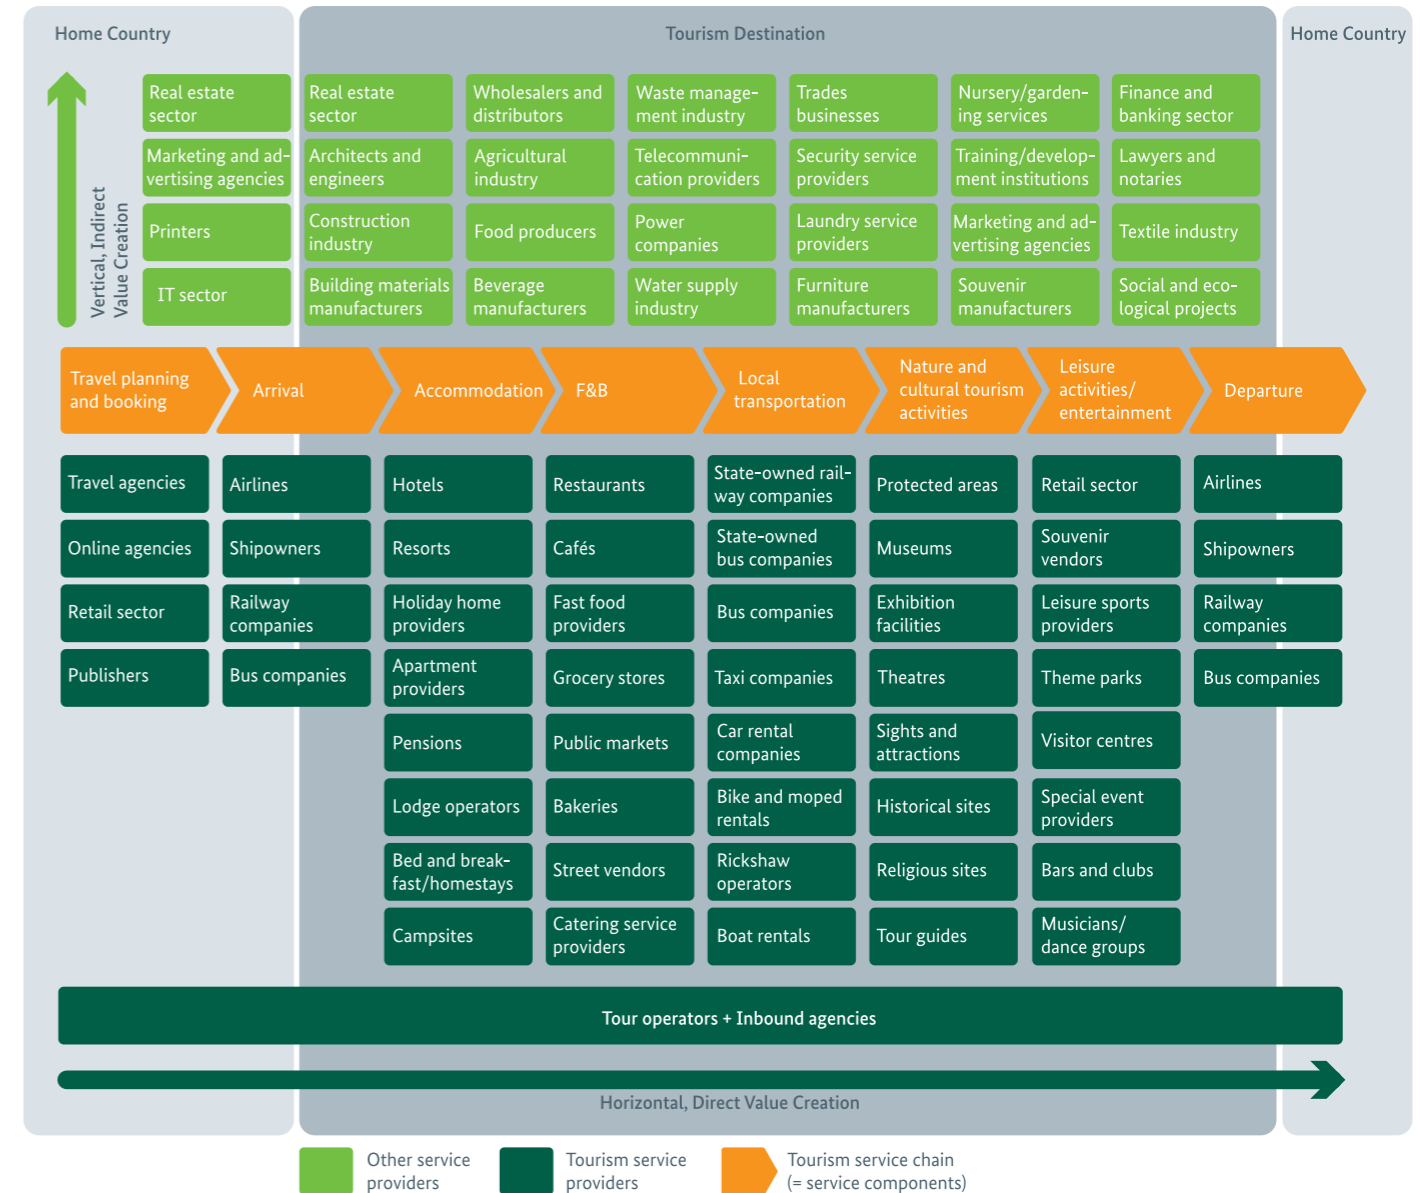 Home Country
Tourism Destination
Home Country
Vertical, Indirect
Value Creation
Real estate
sector
Real estate
sector
Wholesalers and
distributors
Waste manage-
ment industry
Trades
businesses
Nursery/garden-
ing services
Finance and
banking sector
Marketing and ad-
vertising agencies
Architects and
engineers
Agricultural
industry
Telecommuni-
cation providers
Security service
providers
Training/develop-
ment institutions
Lawyers and
notaries
Printers
Construction
industry
Food producers
Power
companies
Laundry service
providers
Marketing and ad-
vertising agencies
Textile industry
IT sector
Building materials
manufacturers
Beverage
manufacturers
Water supply
industry
Furniture
manufacturers
Souvenir
manufacturers
Social and eco-
logical projects
Travel planning
and booking
Arrival
Accommodation
F&B
Local
transportation
Nature and
cultural tourism
activities
Leisure
activities/
entertainment
Departure
Travel agencies
Airlines
Hotels
Restaurants
State-owned rail-
way companies
Protected areas
Retail sector
Airlines
Online agencies
Shipowners
Resorts
Cafés
State-owned
bus companies
Museums
Souvenir
vendors
Shipowners
Retail sector
Railway
companies
Holiday home
providers
Fast food
providers
Bus companies
Exhibition
facilities
Leisure sports
providers
Railway
companies
Publishers
Bus companies
Apartment
providers
Grocery stores
Taxi companies
Theatres
Theme parks
Bus companies
Pensions
Public markets
Car rental
companies
Sights and
attractions
Visitor centres
Lodge operators
Bakeries
Bike and moped
rentals
Historical sites
Special event
providers
Bed and break-
fast/homestays
Street vendors
Rickshaw
operators
Religious sites
Bars and clubs
Campsites
Catering service
providers
Boat rentals
Tour guides
Musicians/
dance groups
Tour operators + Inbound agencies
Horizontal, Direct Value Creation
Other service
providers
Tourism service
providers
Tourism service chain
(= service components)